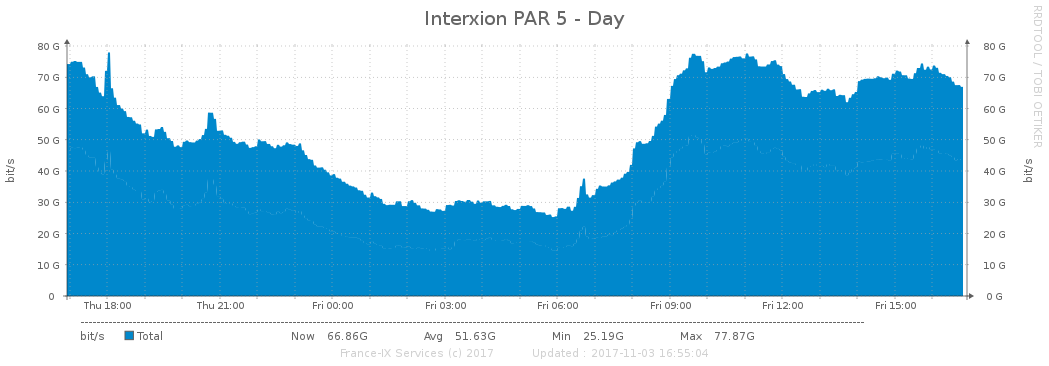 Interxion PAR 5 - Day
RRDTOOL / TOBI OETIKER
bit/s
80 G 80 G
70 G 70 G
60 G 60 G
50 G 50 G
40 G 40 G
30 G 30 G
20 G 20 G
10 G 10 G
0 0 G
bit/s
Thu 18:00 Thu 21:00 Fri 00:00 Fri 03:00 Fri 06:00 Fri 09:00 Fri 12:00 Fri 15:00
bit/s Total Now 66.86G Avg 51.63G Min 25.19G Max 77.87G
France-IX Services (c) 2017 Updated : 2017-11-03 16:55:04